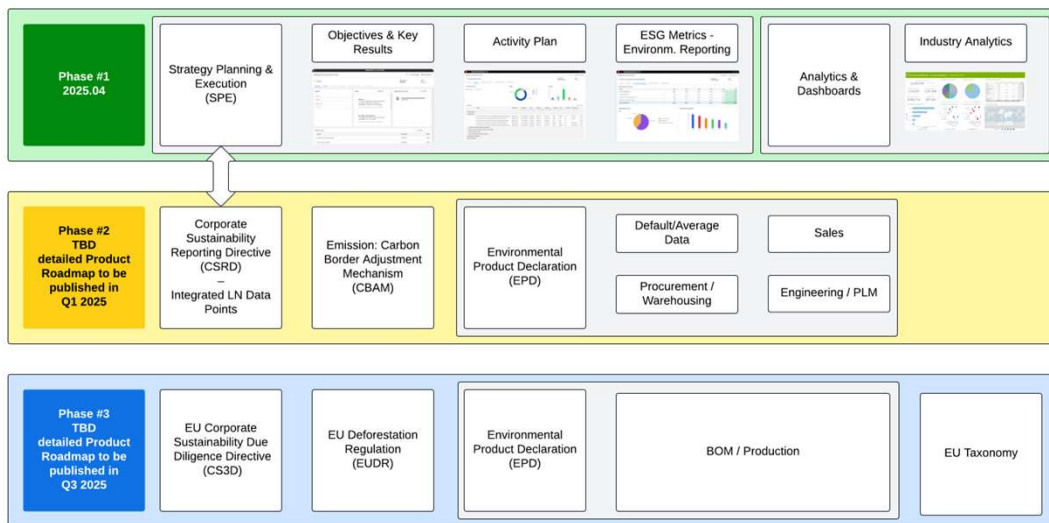 Phase #1
2025.04
Strategy Planning &
Execution
(SPE)
Objectives & Key
Results
Activity Plan
ESG Metrics -
Environm. Reporting
Analytics &
Dashboards
Industry Analytics
Phase #2
TBD
detailed Product
Roadmap to be
published in
Q1 2025
Corporate
Sustainability
Reporting Directive
(CSRD)
–
Integrated LN Data
Points
Emission: Carbon
Border Adjustment
Mechanism
(CBAM)
Environmental
Product Declaration
(EPD)
Default/Average
Data
Sales
Procurement /
Warehousing
Engineering / PLM
Phase #3
TBD
detailed Product
Roadmap to be
published in
Q3 2025
EU Corporate
Sustainability Due
Diligence Directive
(CS3D)
EU Deforestation
Regulation
(EUDR)
Environmental
Product Declaration
(EPD)
BOM / Production
EU Taxonomy